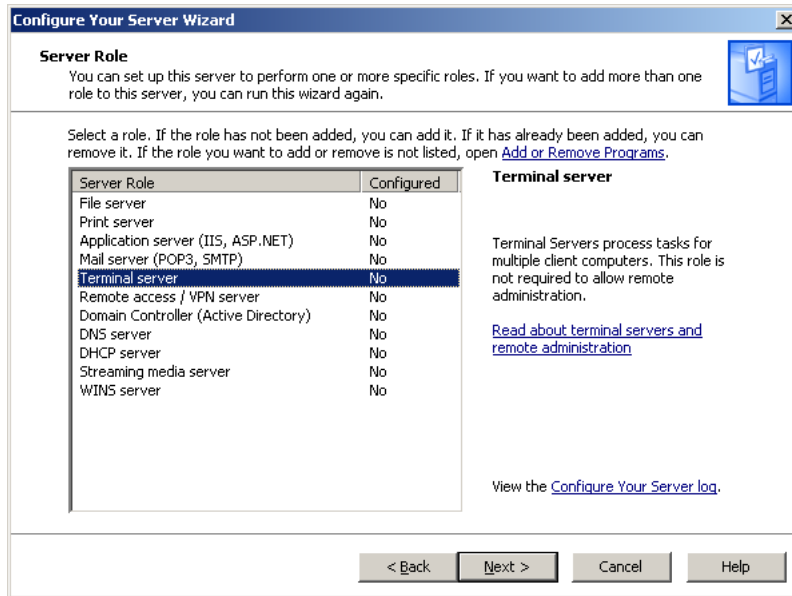 Configure Your Server Wizard
Server Role
You can set up this server to perform one or more specific roles. If you want to add more than one
role to this server, you can run this wizard again.
Select a role. If the role has not been added, you can add it. If it has already been added, you can
remove it. If the role you want to add or remove is not listed, open Add or Remove Programs.
Server Role Configured
File server No
Print server No
Application server (IIS, ASP.NET) No
Mail server (POP3, SMTP) No
Terminal server No
Remote access / VPN server No
Domain Controller (Active Directory) No
DNS server No
DHCP server No
Streaming media server No
WINS server No
Terminal server
Terminal Servers process tasks for
multiple client computers. This role is
not required to allow remote
administration.
Read about terminal servers and
remote administration
View the Configure Your Server log.
< Back Next > Cancel Help